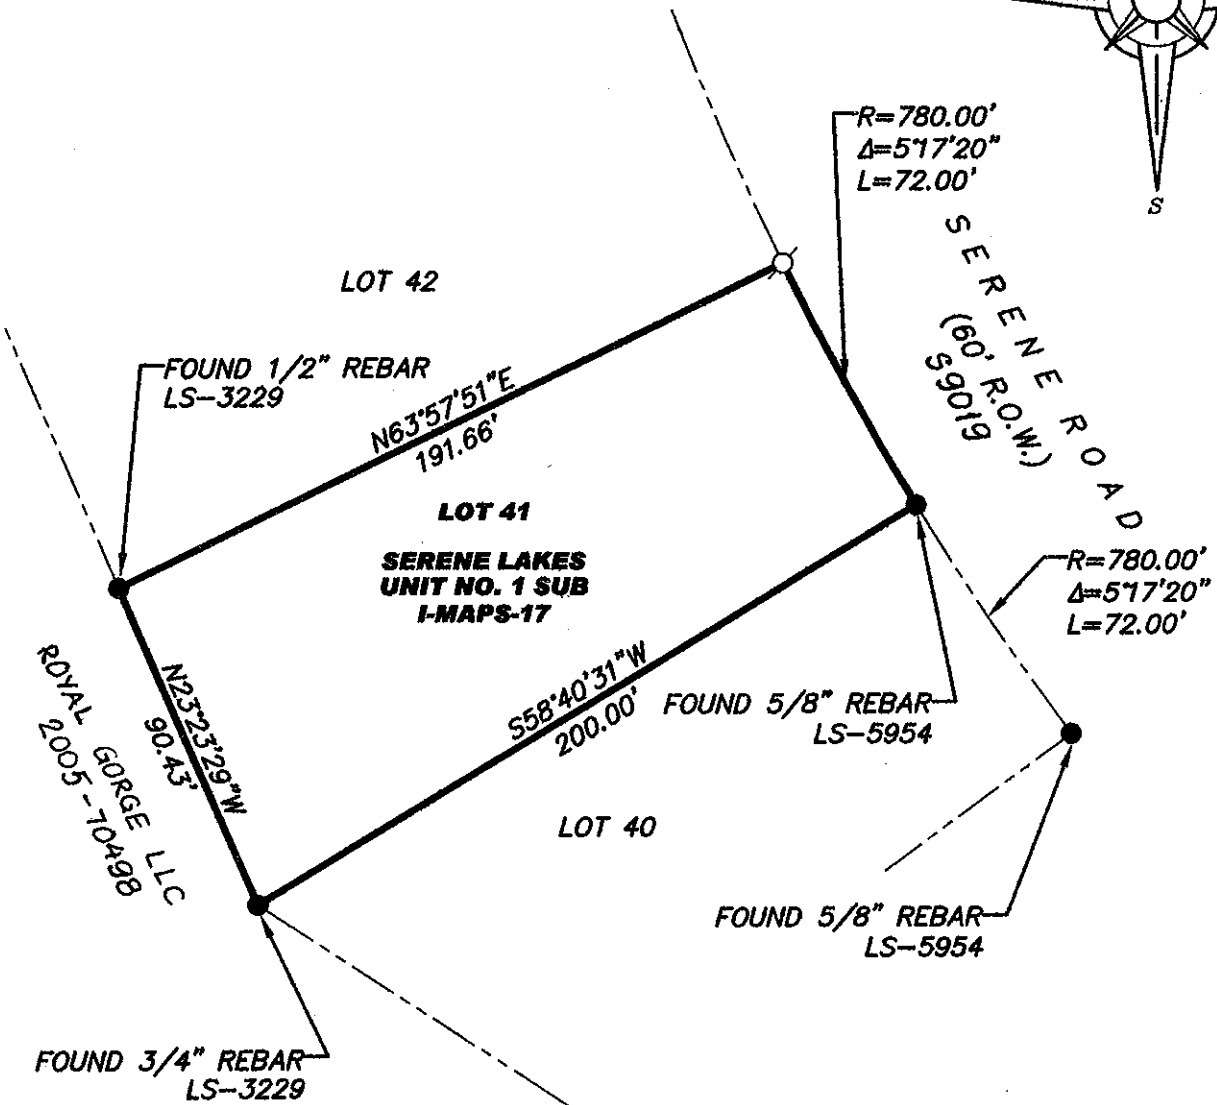 R=780.00'
Δ=5°17'20"
L=72.00'
S
SERENE ROAD
(60' R.O.W.)
S9019
LOT 42
FOUND 1/2" REBAR
LS-3229
N63°57'51"E
191.66'
LOT 41
SERENE LAKES
UNIT NO. 1 SUB
I-MAPS-17
R=780.00'
Δ=5°17'20"
L=72.00'
N23°23'29"W
90.43'
ROYAL GORGE LLC
2005-70498
S58°40'31"W
200.00'
FOUND 5/8" REBAR
LS-5954
LOT 40
FOUND 5/8" REBAR
LS-5954
FOUND 3/4" REBAR
LS-3229